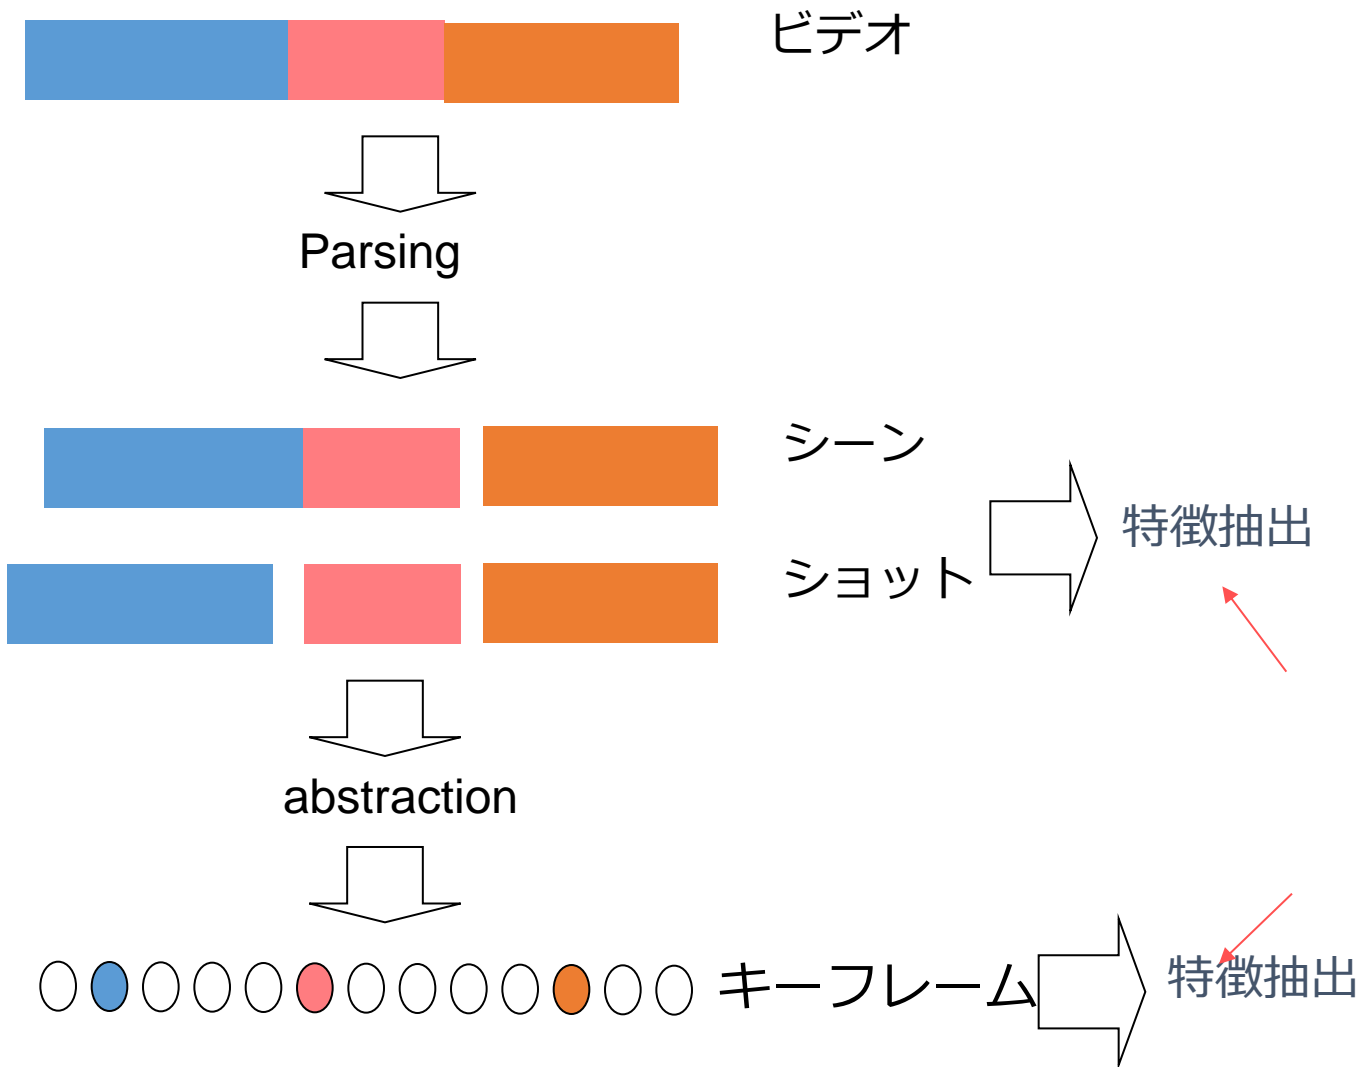 ビデオ
Parsing
シーン
特徴抽出
ショット
abstraction
キーフレーム
特徴抽出